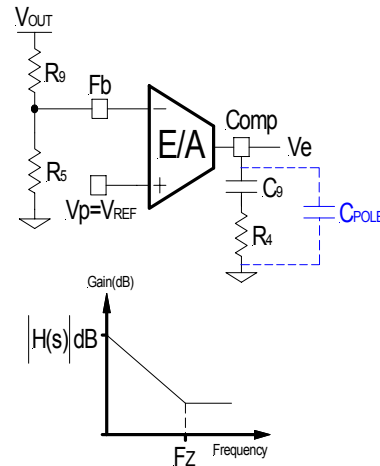 VOUT
R9
Fb
R5
Vp=VREF
E/A
Comp
Ve
C9
R4
CPOLE
Gain(dB)
|H(s)| dB
FZ
Frequency